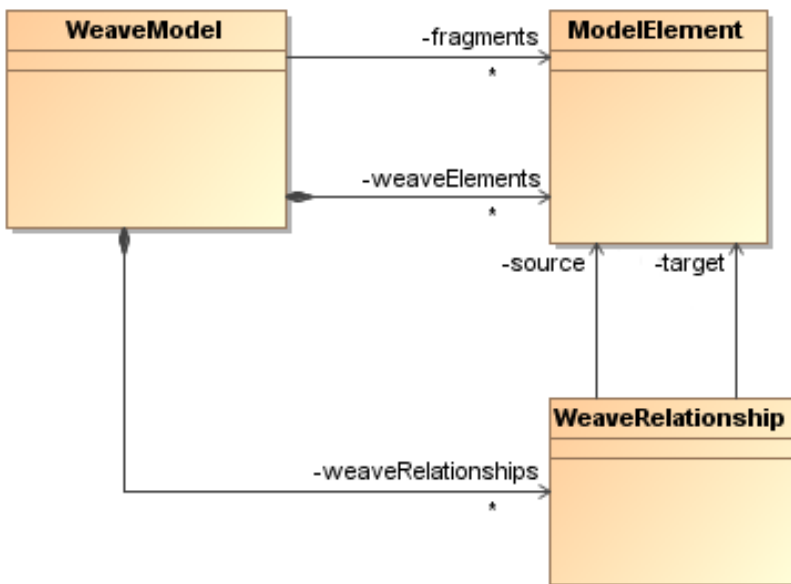 WeaveModel
ModelElement
-fragments
*
-weaveElements
*
-source
-target
WeaveRelationship
-weaveRelationships
*